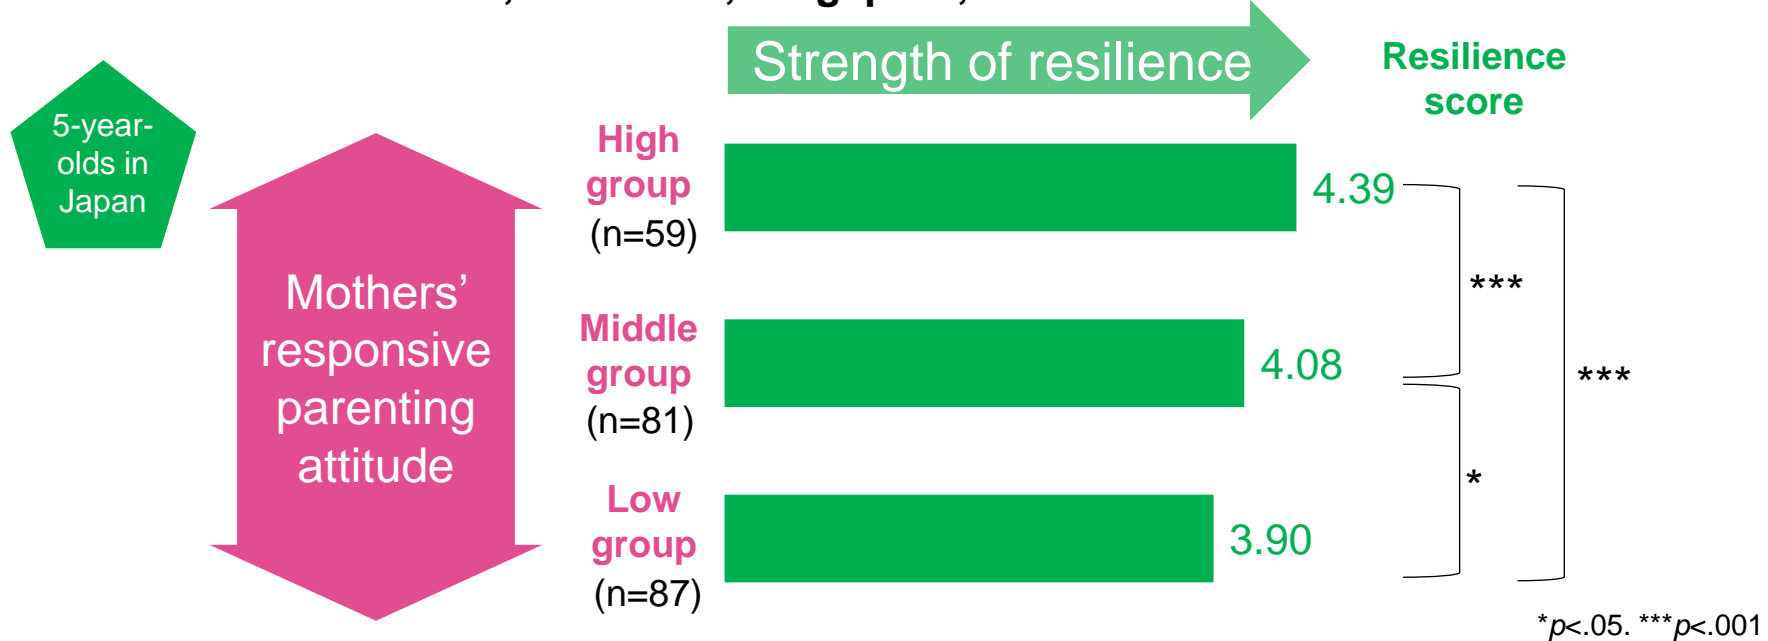 Strength of resilience
Resilience
score
5-year-
olds in
Japan
Mothers’
responsive
parenting
attitude
High
group
(n=59)
4.39
***
Middle
group
(n=81)
4.08
***
Low
group
(n=87)
3.90
*
*p<.05. ***p<.001